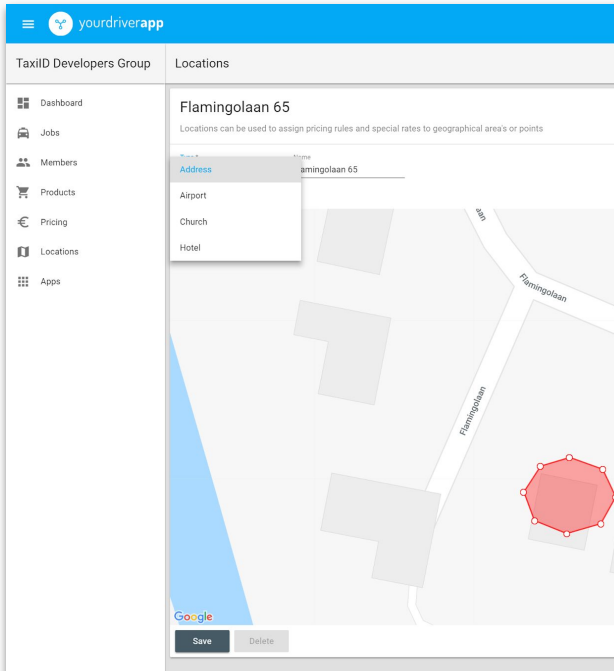 yourdriverapp
TaxiID Developers Group
Locations
Dashboard
Jobs
Members
Products
Pricing
Locations
Apps
Flamingolaan 65
Locations can be used to assign pricing rules and special rates to geographical area's or points
Name
Address
amingolaan 65
Airport
Church
Hotel
aan
Flamingolaan
Flamingolaan
Google
Save
Delete